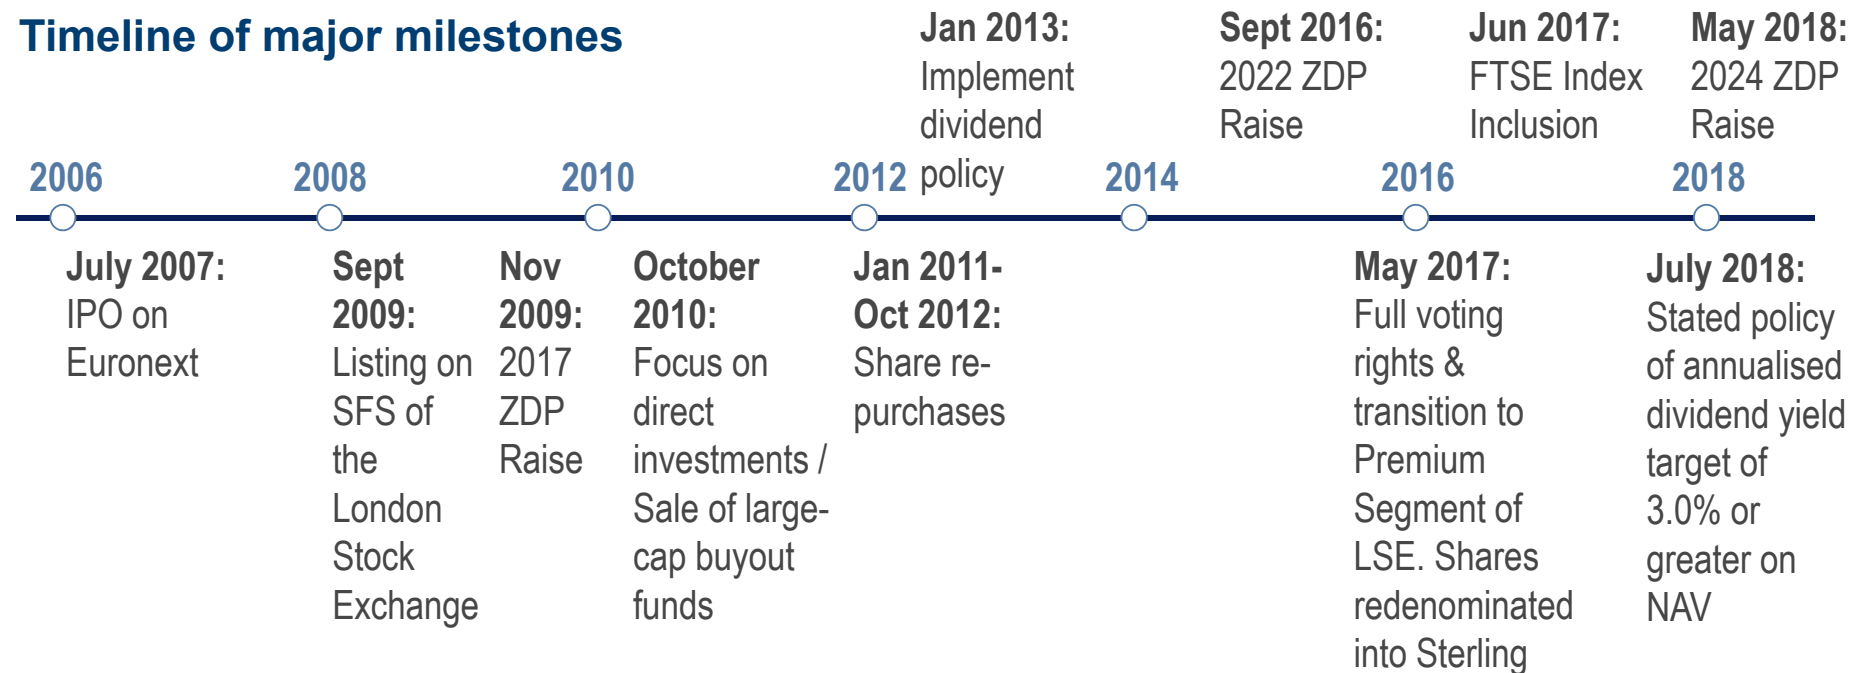 Timeline of major milestones
Jan 2013:
Implement
dividend
policy
Sept 2016:
2022 ZDP
Raise
Jun 2017:
FTSE Index
Inclusion
May 2018:
2024 ZDP
Raise
2006
2008
2010
2012
2014
2016
2018
July 2007:
IPO on
Euronext
Sept
2009:
Listing on
SFS of
the
London
Stock
Exchange
Nov
2009:
2017
ZDP
Raise
October
2010:
Focus on
direct
investments /
Sale of large-
cap buyout
funds
Jan 2011-
Oct 2012:
Share re-
purchases
May 2017:
Full voting
rights &
transition to
Premium
Segment of
LSE. Shares
redenominated
into Sterling
July 2018:
Stated policy
of annualised
dividend yield
target of
3.0% or
greater on
NAV